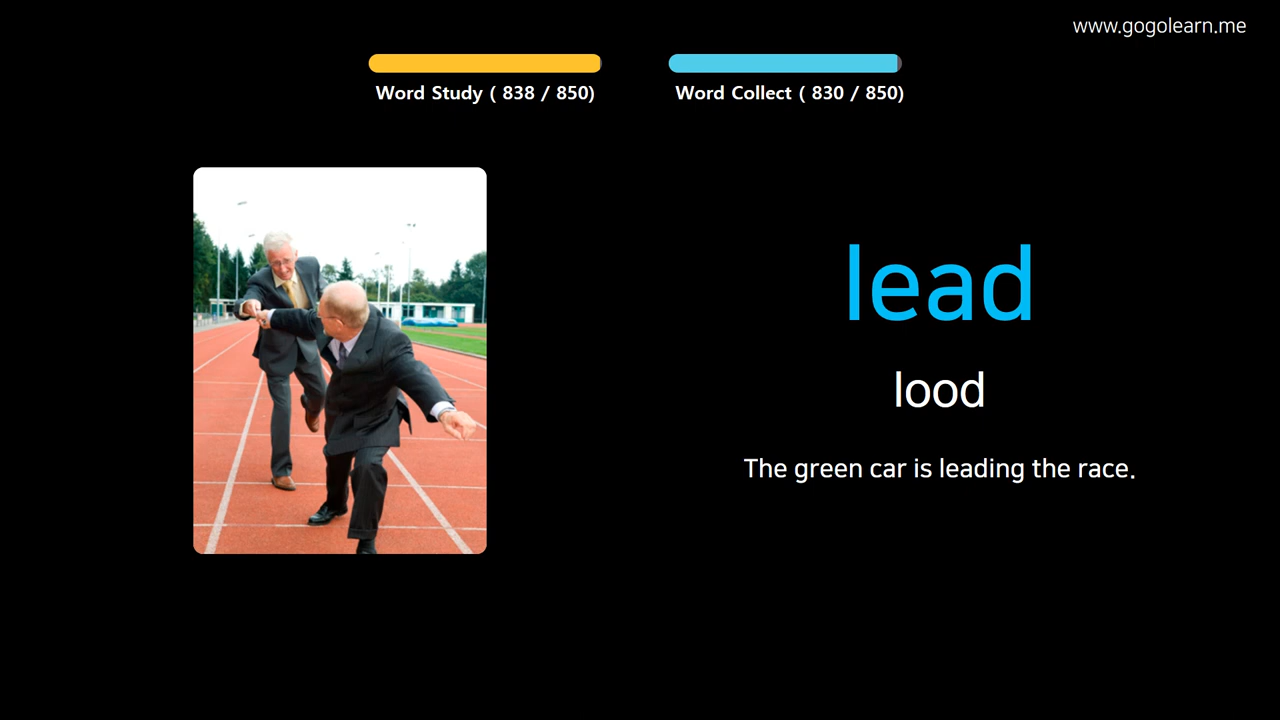 www.gogolearn.me
Word Study ( 838 / 850)
Word Collect ( 830 / 850)
lead
lood
The green car is leading the race.